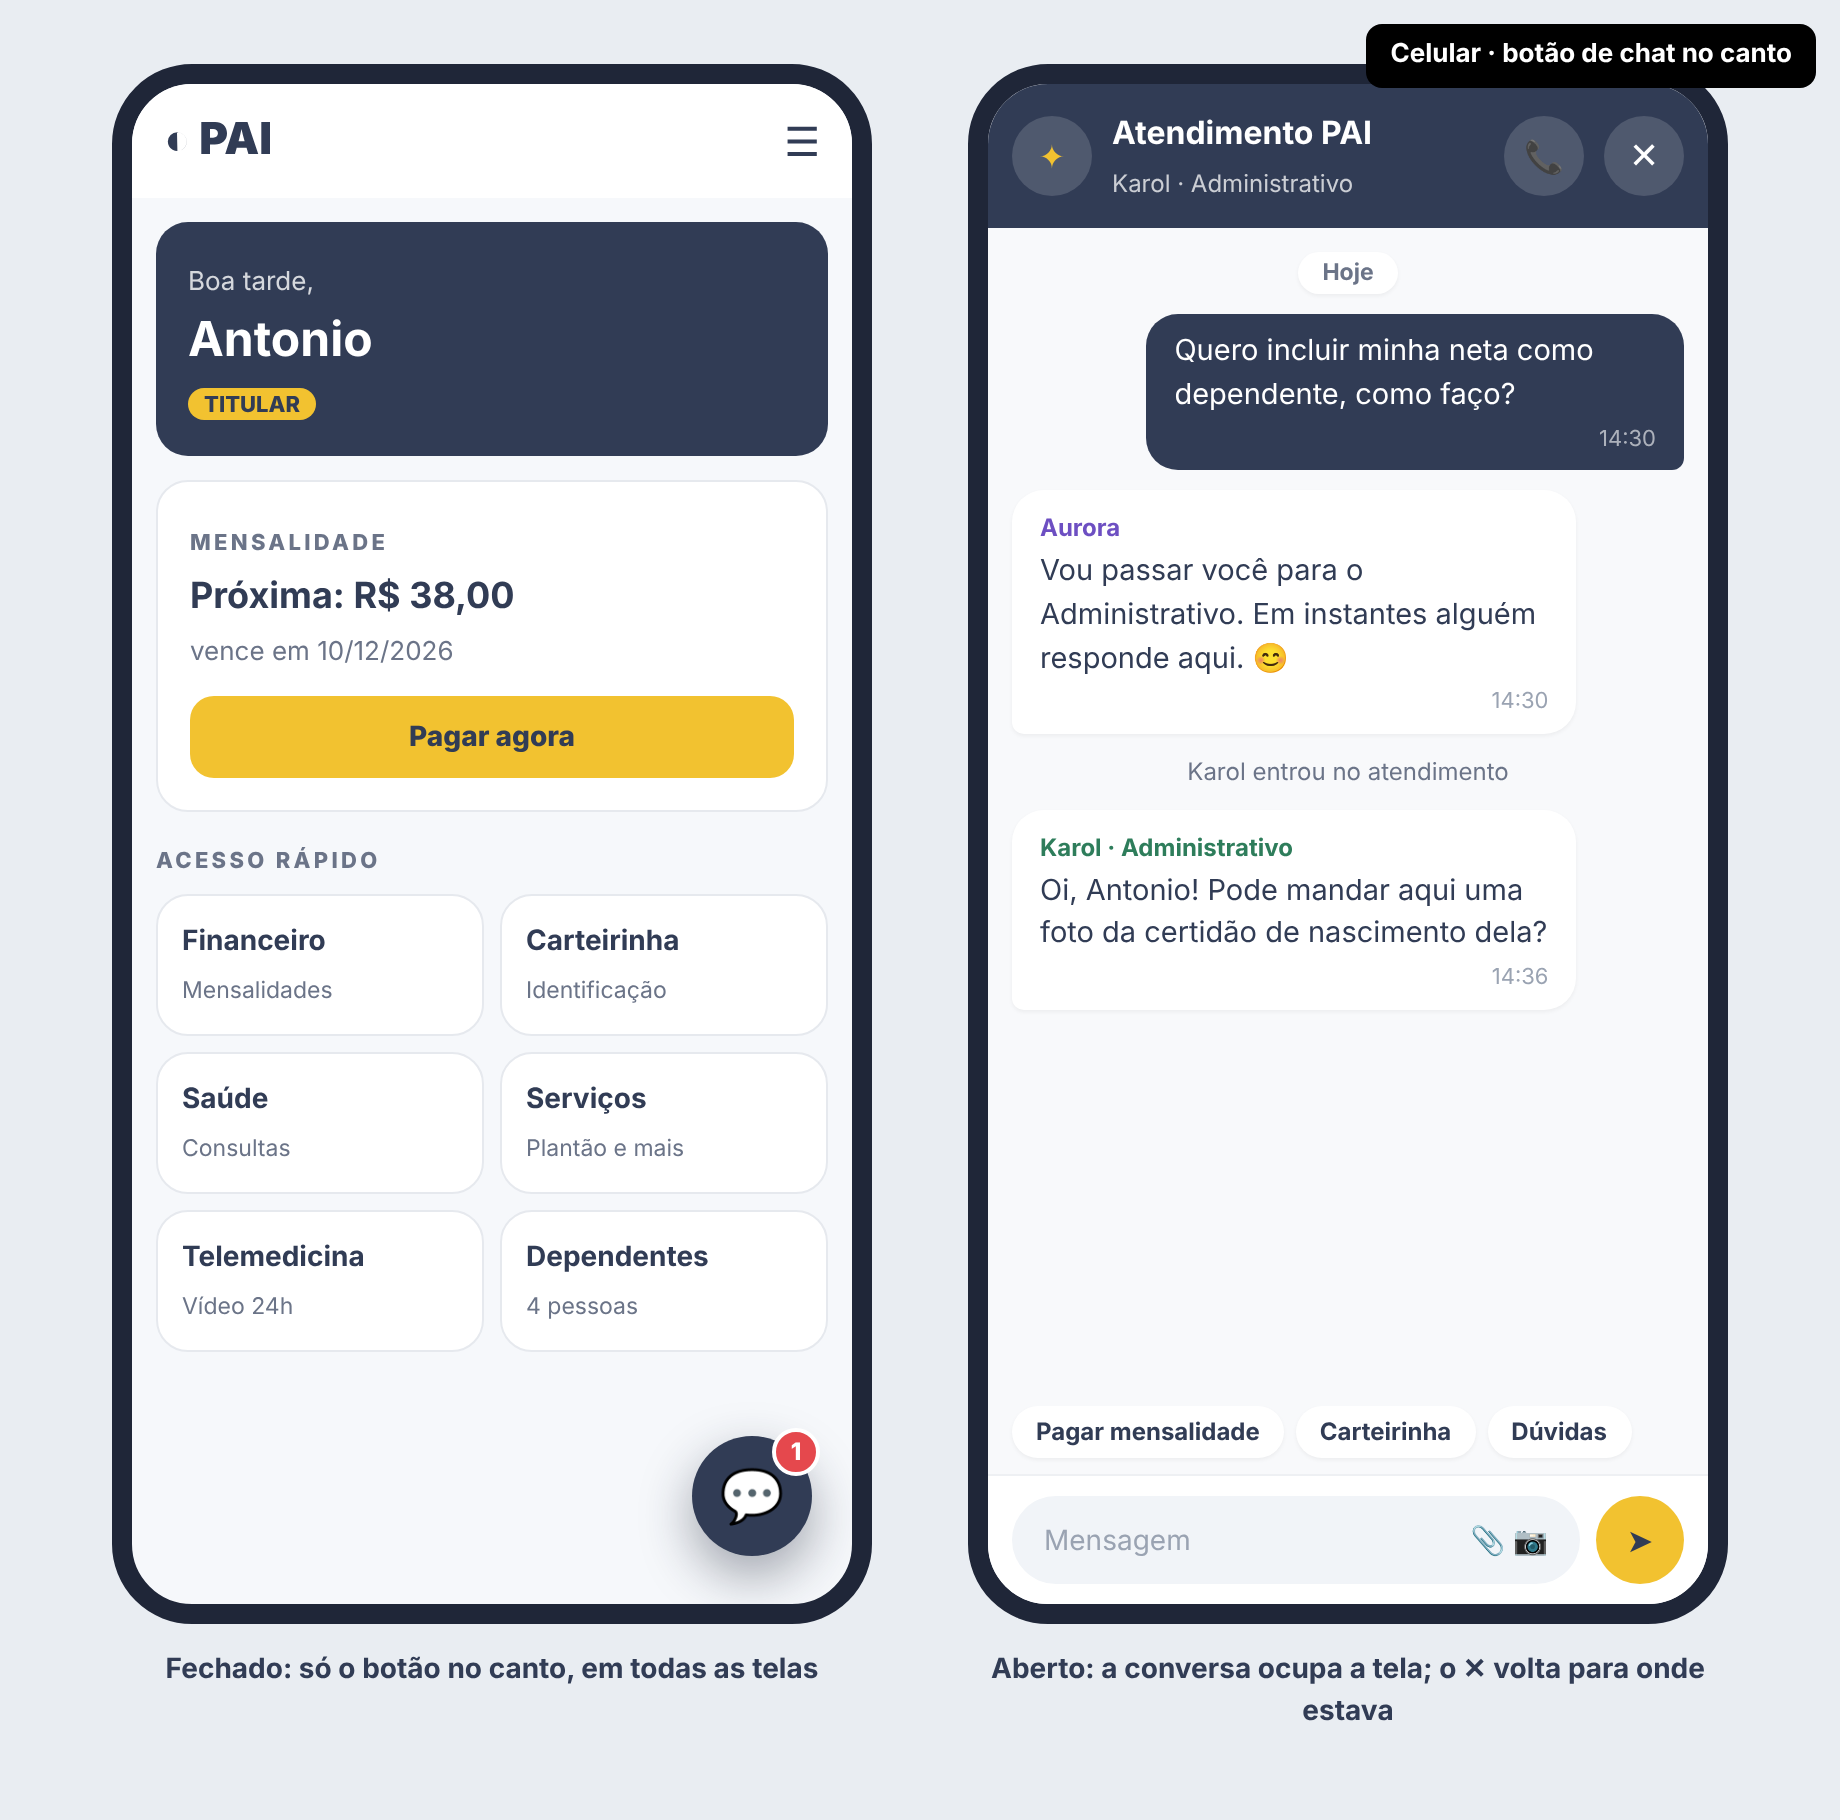 Celular · botão de chat no canto
PAI
Boa tarde,
Antonio
TITULAR
MENSALIDADE
Próxima: R$ 38,00
vence em 10/12/2026
Pagar agora
ACESSO RÁPIDO
Financeiro
Mensalidades
Carteirinha
Identificação
Saúde
Consultas
Serviços
Plantão e mais
Telemedicina
Vídeo 24h
Dependentes
4 pessoas
1
Fechado: só o botão no canto, em todas as telas
Atendimento PAI
Karol · Administrativo
Hoje
Quero incluir minha neta como
dependente, como faço?
14:30
Aurora
Vou passar você para o
Administrativo. Em instantes alguém
responde aqui. 😊
14:30
Karol entrou no atendimento
Karol · Administrativo
Oi, Antonio! Pode mandar aqui uma
foto da certidão de nascimento dela?
14:36
Pagar mensalidade
Carteirinha
Dúvidas
Mensagem
Aberto: a conversa ocupa a tela; o ✕ volta para onde
estava